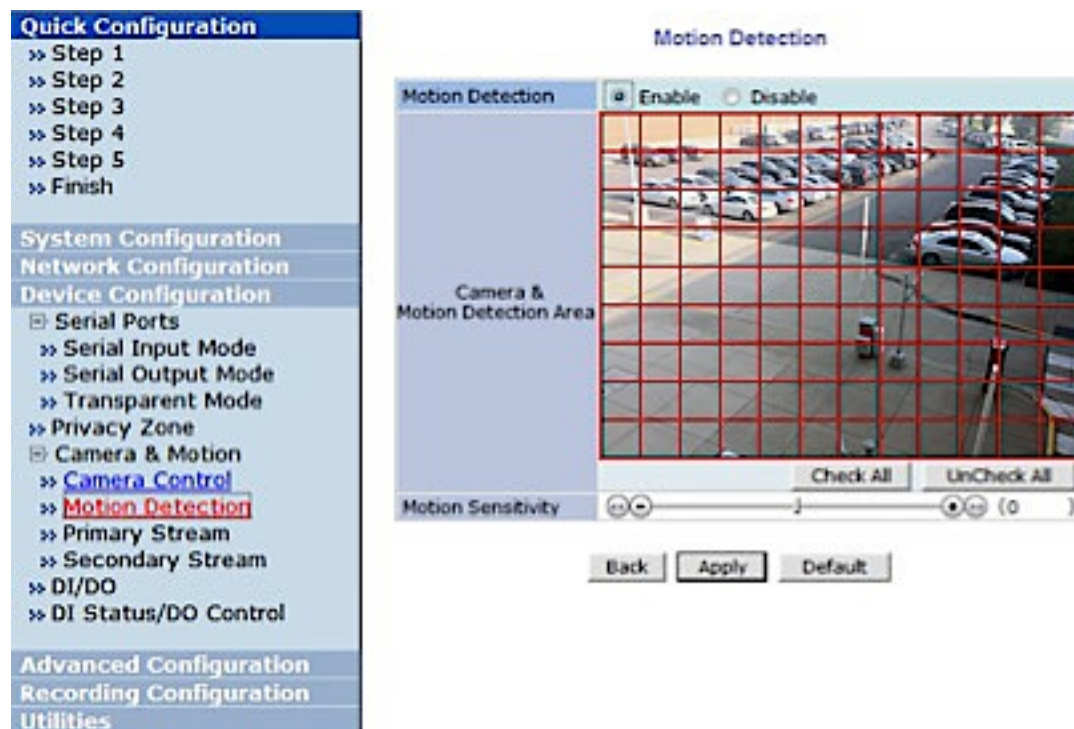 Quick Configuration
» Step 1
» Step 2
» Step 3
» Step 4
» Step 5
» Finish
System Configuration
Network Configuration
Device Configuration
Serial Ports
» Serial Input Mode
» Serial Output Mode
» Transparent Mode
» Privacy Zone
Camera & Motion
» Camera Control
» Motion Detection
» Primary Stream
» Secondary Stream
» DI/DO
» DI Status/DO Control
Advanced Configuration
Recording Configuration
Utilities
Motion Detection
Motion Detection Enable Disable
Camera &
Motion Detection Area
Check All UnCheck All
Motion Sensitivity (0 )
Back Apply Default